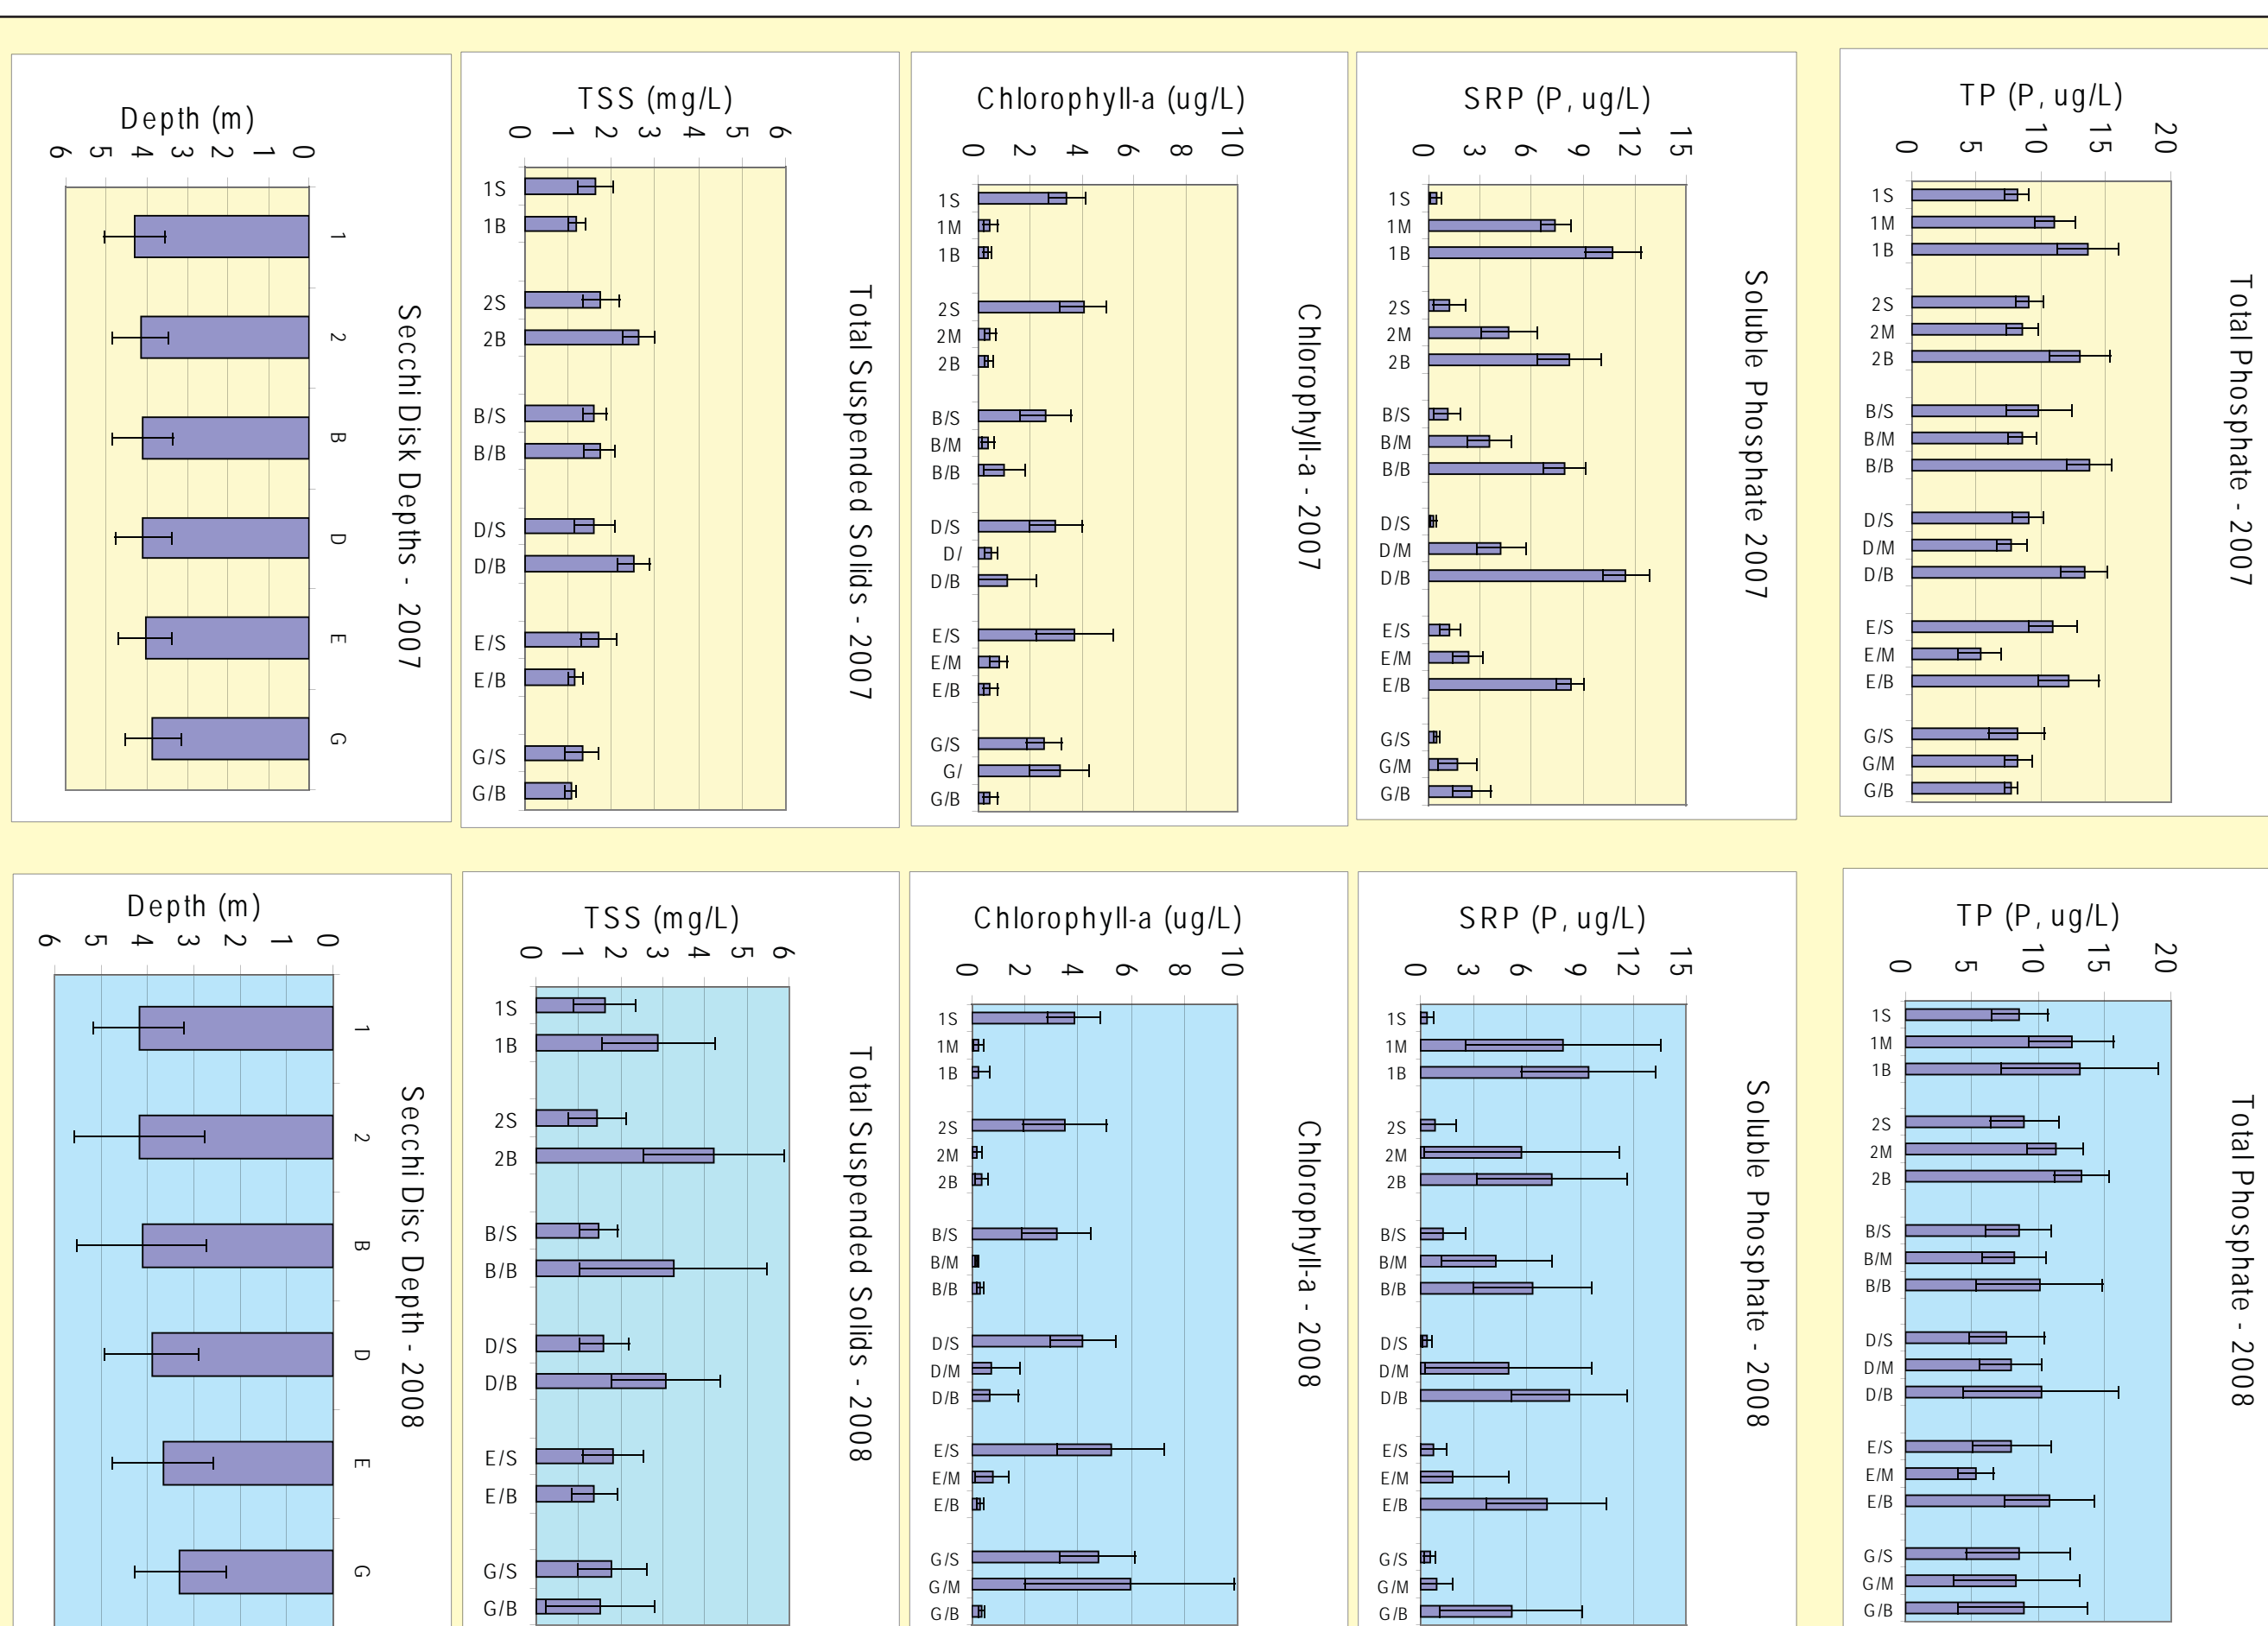 Depth (m)
6 5 4 3 2 1 0
1
2
B
D
E
G
Secchi Disk Depths - 2007
TSS (mg/L)
0 1 2 3 4 5 6
1S
1B
2S
2B
B/S
B/B
D/S
D/B
E/S
E/B
G/S
G/B
Total Suspended Solids - 2007
Chlorophyll-a (ug/L)
0 2 4 6 8 10
1S
1M
1B
2S
2M
2B
B/S
B/M
B/B
D/S
D/
D/B
E/S
E/M
E/B
G/S
G/
G/B
Chlorophyll-a - 2007
SRP (P, ug/L)
0 3 6 9 12 15
1S
1M
1B
2S
2M
2B
B/S
B/M
B/B
D/S
D/M
D/B
E/S
E/M
E/B
G/S
G/M
G/B
Soluble Phosphate 2007
TP (P, ug/L)
0 5 10 15 20
1S
1M
1B
2S
2M
2B
B/S
B/M
B/B
D/S
D/M
D/B
E/S
E/M
E/B
G/S
G/M
G/B
Total Phosphate - 2007
Depth (m)
6 5 4 3 2 1 0
1
2
B
D
E
G
Secchi Disc Depth - 2008
TSS (mg/L)
0 1 2 3 4 5 6
1S
1B
2S
2B
B/S
B/B
D/S
D/B
E/S
E/B
G/S
G/B
Total Suspended Solids - 2008
Chlorophyll-a (ug/L)
0 2 4 6 8 10
1S
1M
1B
2S
2M
2B
B/S
B/M
B/B
D/S
D/M
D/B
E/S
E/M
E/B
G/S
G/M
G/B
Chlorophyll-a - 2008
SRP (P, ug/L)
0 3 6 9 12 15
1S
1M
1B
2S
2M
2B
B/S
B/M
B/B
D/S
D/M
D/B
E/S
E/M
E/B
G/S
G/M
G/B
Soluble Phosphate - 2008
TP (P, ug/L)
0 5 10 15 20
1S
1M
1B
2S
2M
2B
B/S
B/M
B/B
D/S
D/M
D/B
E/S
E/M
E/B
G/S
G/M
G/B
Total Phosphate - 2008